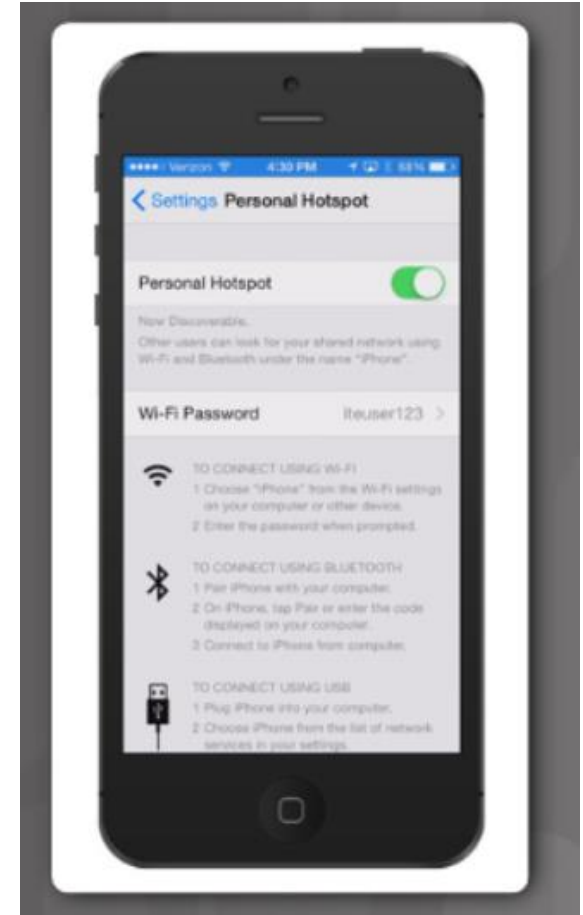 Verizon 4:30 PM 88%
Settings Personal Hotspot
Personal Hotspot
Now Discoverable.
Other users can look for your shared network using
Wi-Fi and Bluetooth under the name "iPhone".
Wi-Fi Password iteuser123
TO CONNECT USING WI-FI
1 Choose "iPhone" from the Wi-Fi settings
on your computer or other device.
2 Enter the password when prompted.
TO CONNECT USING BLUETOOTH
1 Pair iPhone with your computer.
2 On iPhone, tap Pair or enter the code
displayed on your computer.
3 Connect to iPhone from computer.
TO CONNECT USING USB
1 Plug iPhone into your computer.
2 Choose iPhone from the list of network
services in your settings.